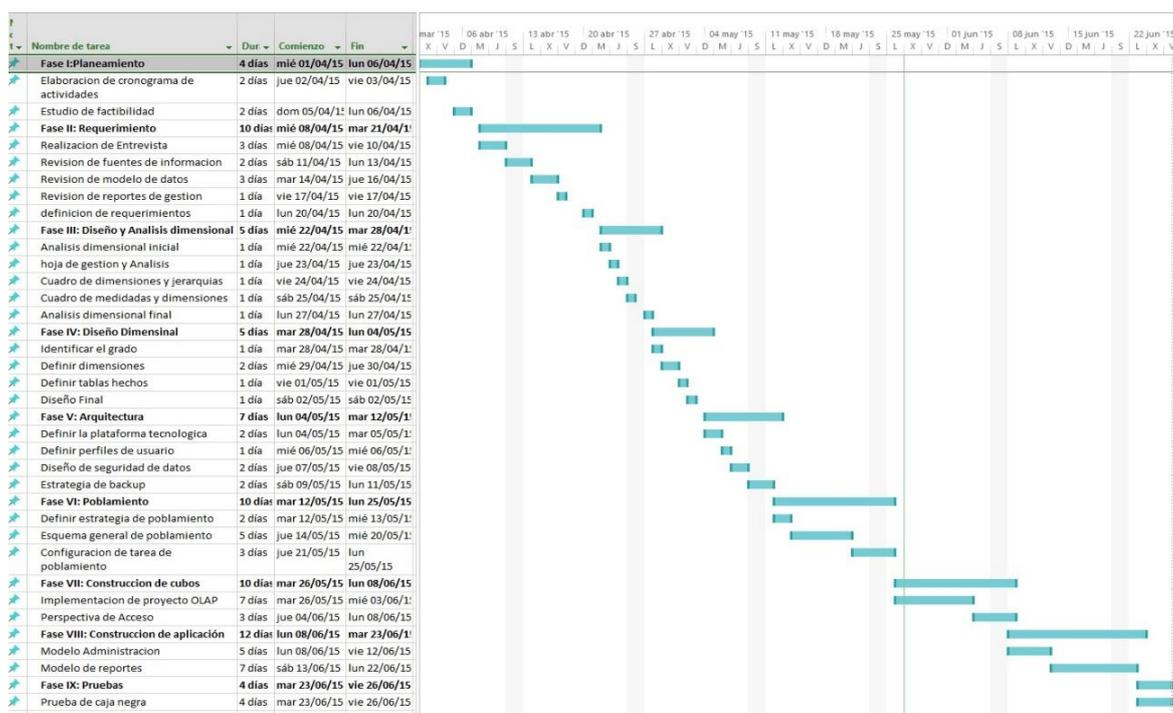 Nombre de tarea Dur. Comienzo Fin
mar '15 06 abr '15 13 abr '15 20 abr '15 27 abr '15 04 may '15 11 may '15 18 may '15 25 may '15 01 jun '15 08 jun '15 15 jun '15 22 jun '15
X V D M J S L X V D M J S L X V D M J S L X V D M J S L X V D M J S L X V D M J S L X
Fase I:Planeamiento 4 días mié 01/04/15 lun 06/04/15
Elaboracion de cronograma de 2 días jue 02/04/15 vie 03/04/15
actividades
Estudio de factibilidad 2 días dom 05/04/15 lun 06/04/15
Fase II: Requerimiento 10 días mié 08/04/15 mar 21/04/1
Realizacion de Entrevista 3 días mié 08/04/15 vie 10/04/15
Revision de fuentes de informacion 2 días sáb 11/04/15 lun 13/04/15
Revision de modelo de datos 3 días mar 14/04/15 jue 16/04/15
Revision de reportes de gestion 1 día vie 17/04/15 vie 17/04/15
definicion de requerimientos 1 día lun 20/04/15 lun 20/04/15
Fase III: Diseño y Analisis dimensional 5 días mié 22/04/15 mar 28/04/1
Analisis dimensional inicial 1 día mié 22/04/15 mié 22/04/1
hoja de gestion y Analisis 1 día jue 23/04/15 jue 23/04/15
Cuadro de dimensiones y jerarquias 1 día vie 24/04/15 vie 24/04/15
Cuadro de medidadas y dimensiones 1 día sáb 25/04/15 sáb 25/04/15
Analisis dimensional final 1 día lun 27/04/15 lun 27/04/15
Fase IV: Diseño Dimensinal 5 días mar 28/04/15 lun 04/05/15
Identificar el grado 1 día mar 28/04/15 mar 28/04/1
Definir dimensiones 2 días mié 29/04/15 jue 30/04/15
Definir tablas hechos 1 día vie 01/05/15 vie 01/05/15
Diseño Final 1 día sáb 02/05/15 sáb 02/05/15
Fase V: Arquitectura 7 días lun 04/05/15 mar 12/05/1
Definir la plataforma tecnologica 2 días lun 04/05/15 mar 05/05/1
Definir perfiles de usuario 1 día mié 06/05/15 mié 06/05/1
Diseño de seguridad de datos 2 días jue 07/05/15 vie 08/05/15
Estrategia de backup 2 días sáb 09/05/15 lun 11/05/15
Fase VI: Poblamiento 10 días mar 12/05/15 lun 25/05/15
Definir estrategia de poblamiento 2 días mar 12/05/15 mié 13/05/1
Esquema general de poblamiento 5 días jue 14/05/15 mié 20/05/1
Configuracion de tarea de 3 días jue 21/05/15 lun
poblamiento 25/05/15
Fase VII: Construccion de cubos 10 días mar 26/05/15 lun 08/06/15
Implementacion de proyecto OLAP 7 días mar 26/05/15 mié 03/06/1
Perspectiva de Acceso 3 días jue 04/06/15 lun 08/06/15
Fase VIII: Construccion de aplicación 12 días lun 08/06/15 mar 23/06/1
Modelo Administracion 5 días lun 08/06/15 vie 12/06/15
Modelo de reportes 7 días sáb 13/06/15 lun 22/06/15
Fase IX: Pruebas 4 días mar 23/06/15 vie 26/06/15
Prueba de caja negra 4 días mar 23/06/15 vie 26/06/15